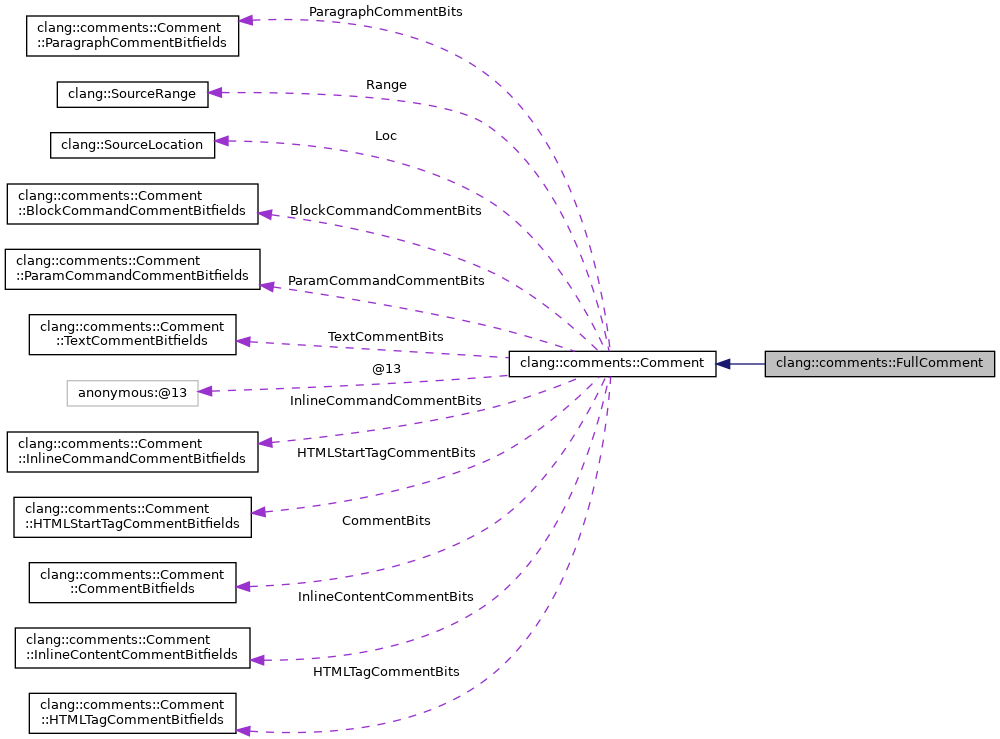 ParagraphCommentBits
clang::comments::Comment
::ParagraphCommentBitfields
Range
clang::SourceRange
Loc
clang::SourceLocation
clang::comments::Comment
::BlockCommandCommentBitfields
BlockCommandCommentBits
clang::comments::Comment
::ParamCommandCommentBitfields
ParamCommandCommentBits
clang::comments::Comment
::TextCommentBitfields
TextCommentBits
clang::comments::Comment
clang::comments::FullComment
@13
anonymous:@13
InlineCommandCommentBits
clang::comments::Comment
::InlineCommandCommentBitfields
HTMLStartTagCommentBits
clang::comments::Comment
::HTMLStartTagCommentBitfields
CommentBits
clang::comments::Comment
::CommentBitfields
InlineContentCommentBits
clang::comments::Comment
::InlineContentCommentBitfields
HTMLTagCommentBits
clang::comments::Comment
::HTMLTagCommentBitfields